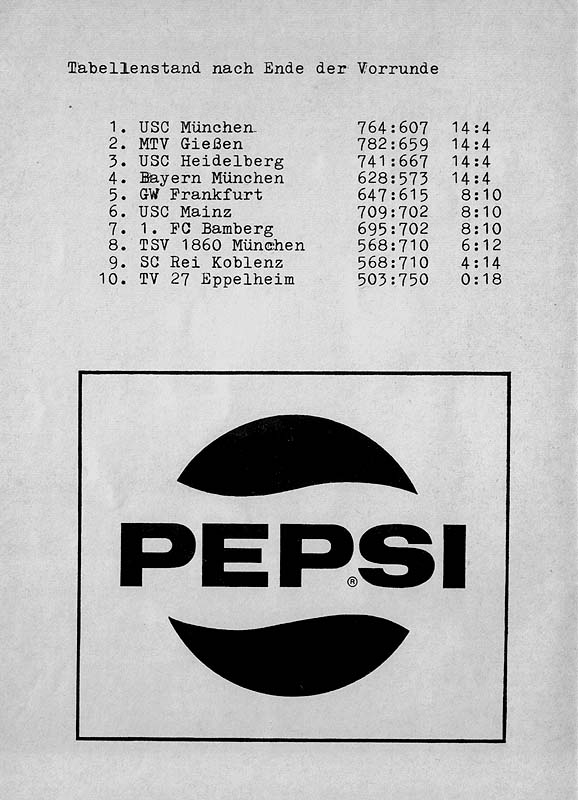 Tabellenstand nach Ende der Vorrunde
1. USC München 764:607 14:4
2. MTV Gießen 782:659 14:4
3. USC Heidelberg 741:667 14:4
4. Bayern München 628:573 14:4
5. GW Frankfurt 647:615 8:10
6. USC Mainz 709:702 8:10
7. 1. FC Bamberg 695:702 8:10
8. TSV 1860 München 568:710 6:12
9. SC Rei Koblenz 568:710 4:14
10. TV 27 Eppelheim 503:750 0:18
PEPSI®